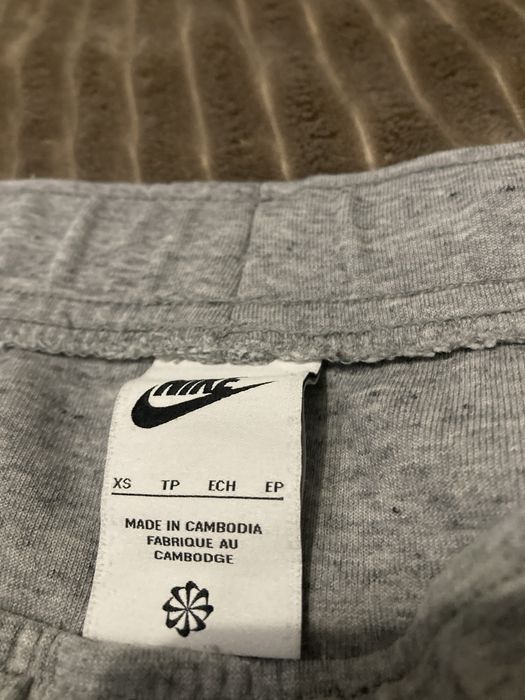 NIKE
XS TP ECH EP
MADE IN CAMBODIA
FABRIQUE AU
CAMBODGE